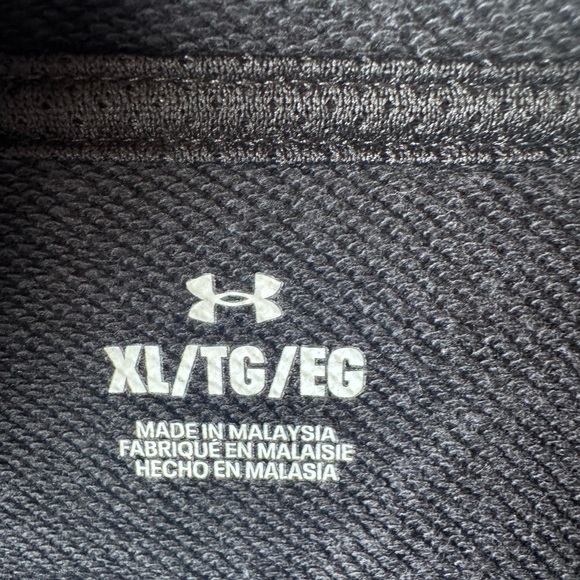 XL/TG/EG
MADE IN MALAYSIA
FABRIQUÉ EN MALAISIE
HECHO EN MALASIA